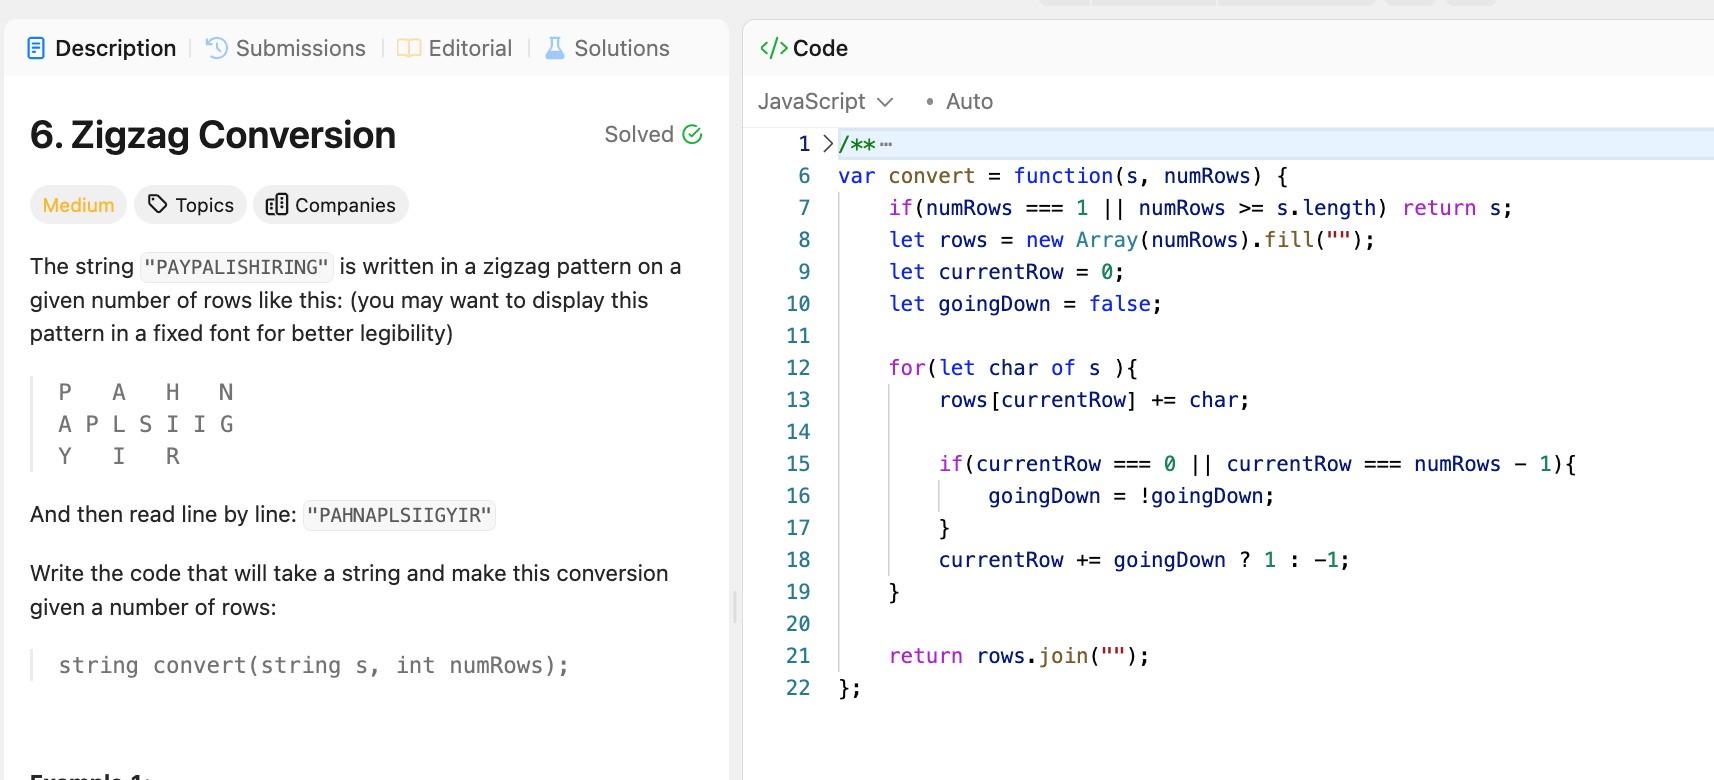 Description | Submissions | Editorial | Solutions
6. Zigzag Conversion
Solved
Medium
Topics
Companies
The string "PAYPALISHIRING" is written in a zigzag pattern on a
given number of rows like this: (you may want to display this
pattern in a fixed font for better legibility)
P   A   H   N
A P L S I I G
Y   I   R
And then read line by line: "PAHNAPLSIIGYIR"
Write the code that will take a string and make this conversion
given a number of rows:
string convert(string s, int numRows);
Example 1:
</> Code
JavaScript • Auto
1 /** ···
6 var convert = function(s, numRows) {
7     if(numRows === 1 || numRows >= s.length) return s;
8     let rows = new Array(numRows).fill("");
9     let currentRow = 0;
10     let goingDown = false;
11
12     for(let char of s ){
13         rows[currentRow] += char;
14
15         if(currentRow === 0 || currentRow === numRows - 1){
16             goingDown = !goingDown;
17         }
18         currentRow += goingDown ? 1 : -1;
19     }
20
21     return rows.join("");
22 };